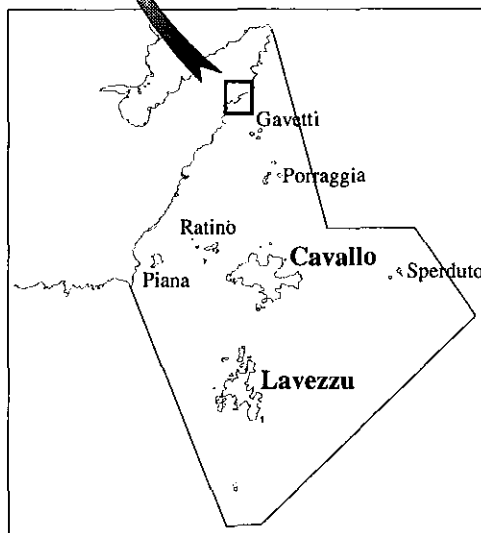 Gavetti
Porraggia
Ratino
Cavallo
Piana
Sperduto
Lavezzu